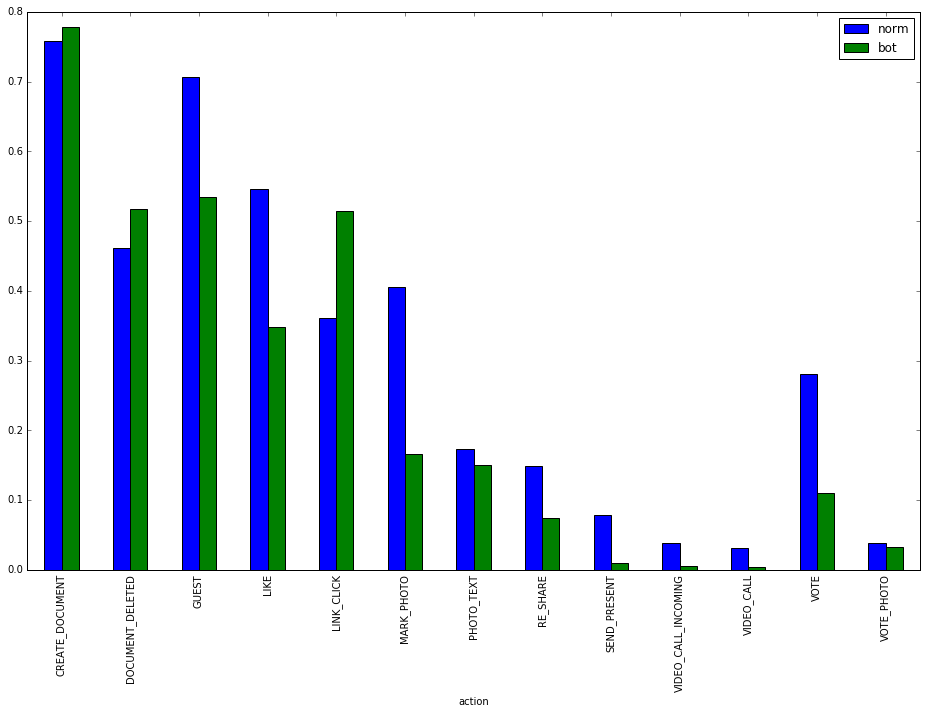 0.8
0.7
0.6
0.5
0.4
0.3
0.2
0.1
0.0
norm
bot
CREATE_DOCUMENT
DOCUMENT_DELETED
GUEST
LIKE
LINK_CLICK
MARK_PHOTO
PHOTO_TEXT
RE_SHARE
SEND_PRESENT
VIDEO_CALL_INCOMING
VIDEO_CALL
VOTE
VOTE_PHOTO
action